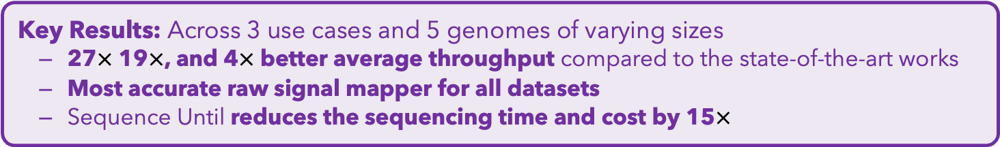 Key Results: Across 3 use cases and 5 genomes of varying sizes
– 27× 19×, and 4× better average throughput compared to the state-of-the-art works
– Most accurate raw signal mapper for all datasets
– Sequence Until reduces the sequencing time and cost by 15×